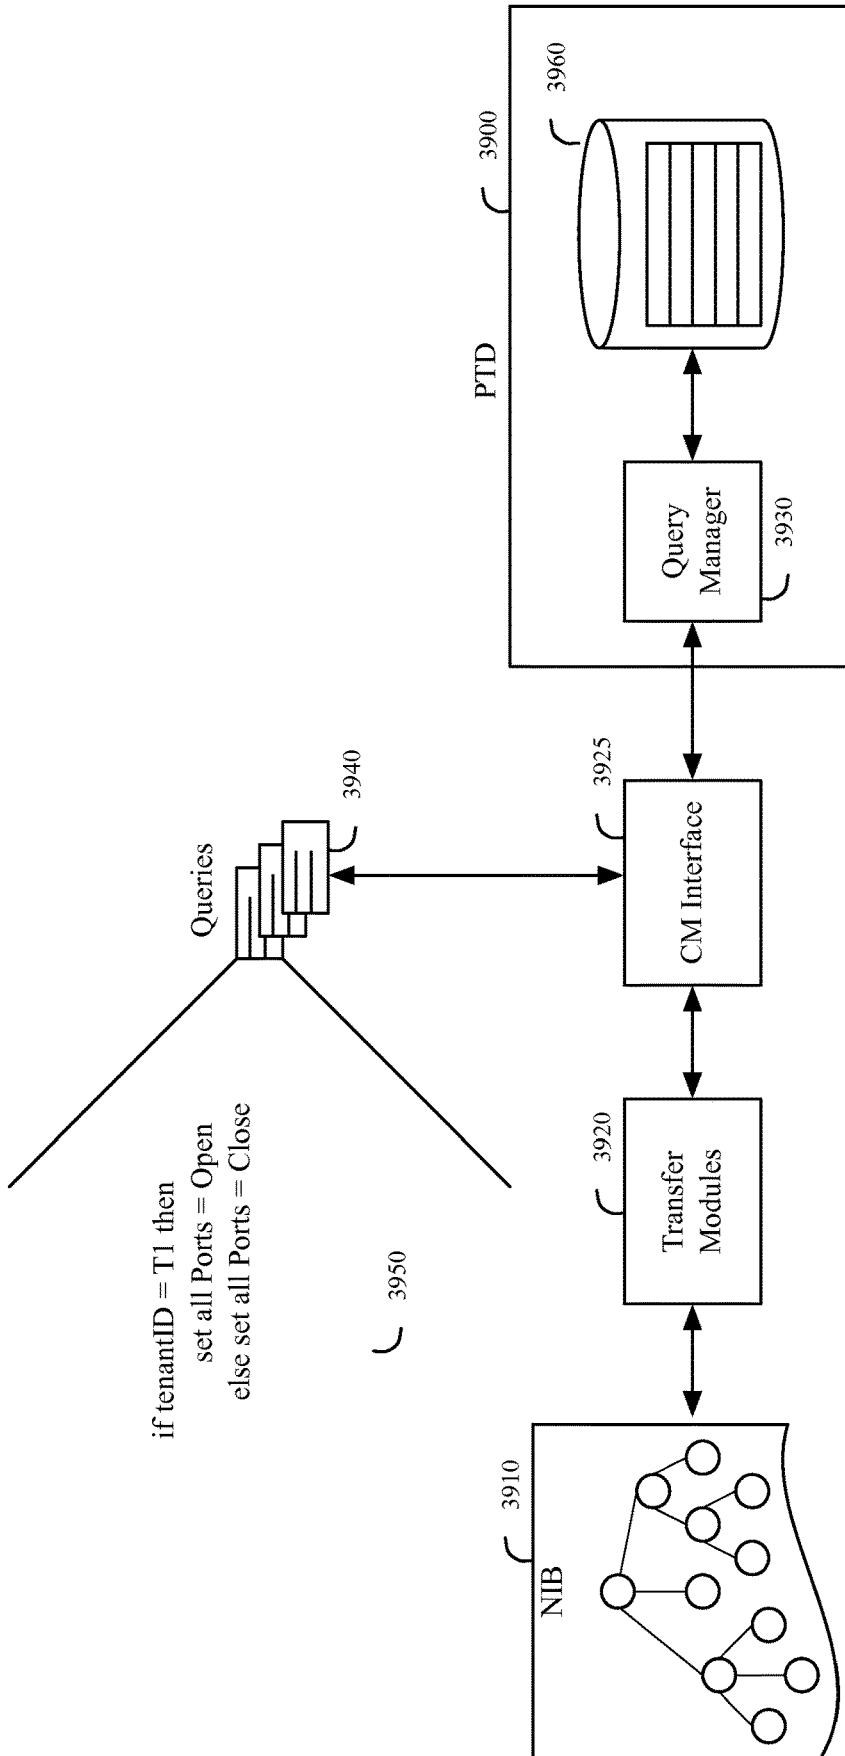 if tenantID = T1 then
set all Ports = Open
else set all Ports = Close
3950
Queries
3940
NIB
3910
Transfer
Modules
3920
CM Interface
3925
PTD
3900
Query
Manager
3930
3960